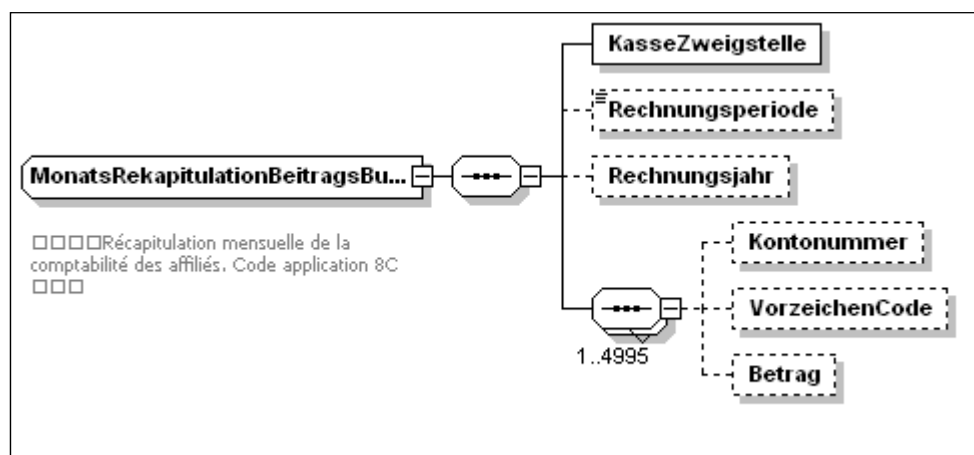 KasseZweigstelle
Rechnungsperiode
MonatsRekapitulationBeitragsBu...
Rechnungsjahr
□□□□Récapitulation mensuelle de la
comptabilité des affiliés. Code application 8C
□□□
Kontonummer
VorzeichenCode
1..4995
Betrag